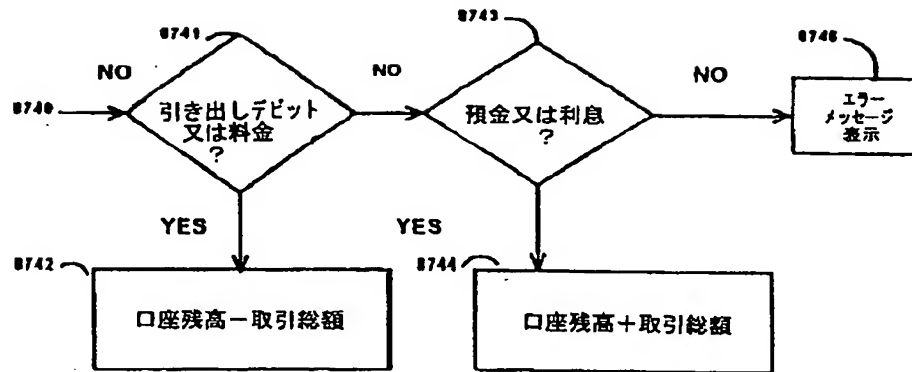 8741
8743
8746
NO
NO
NO
8740
引き出しデビット
又は料金
?
預金又は利息
?
エラー
メッセージ
表示
YES
YES
8742
8744
口座残高－取引総額
口座残高＋取引総額